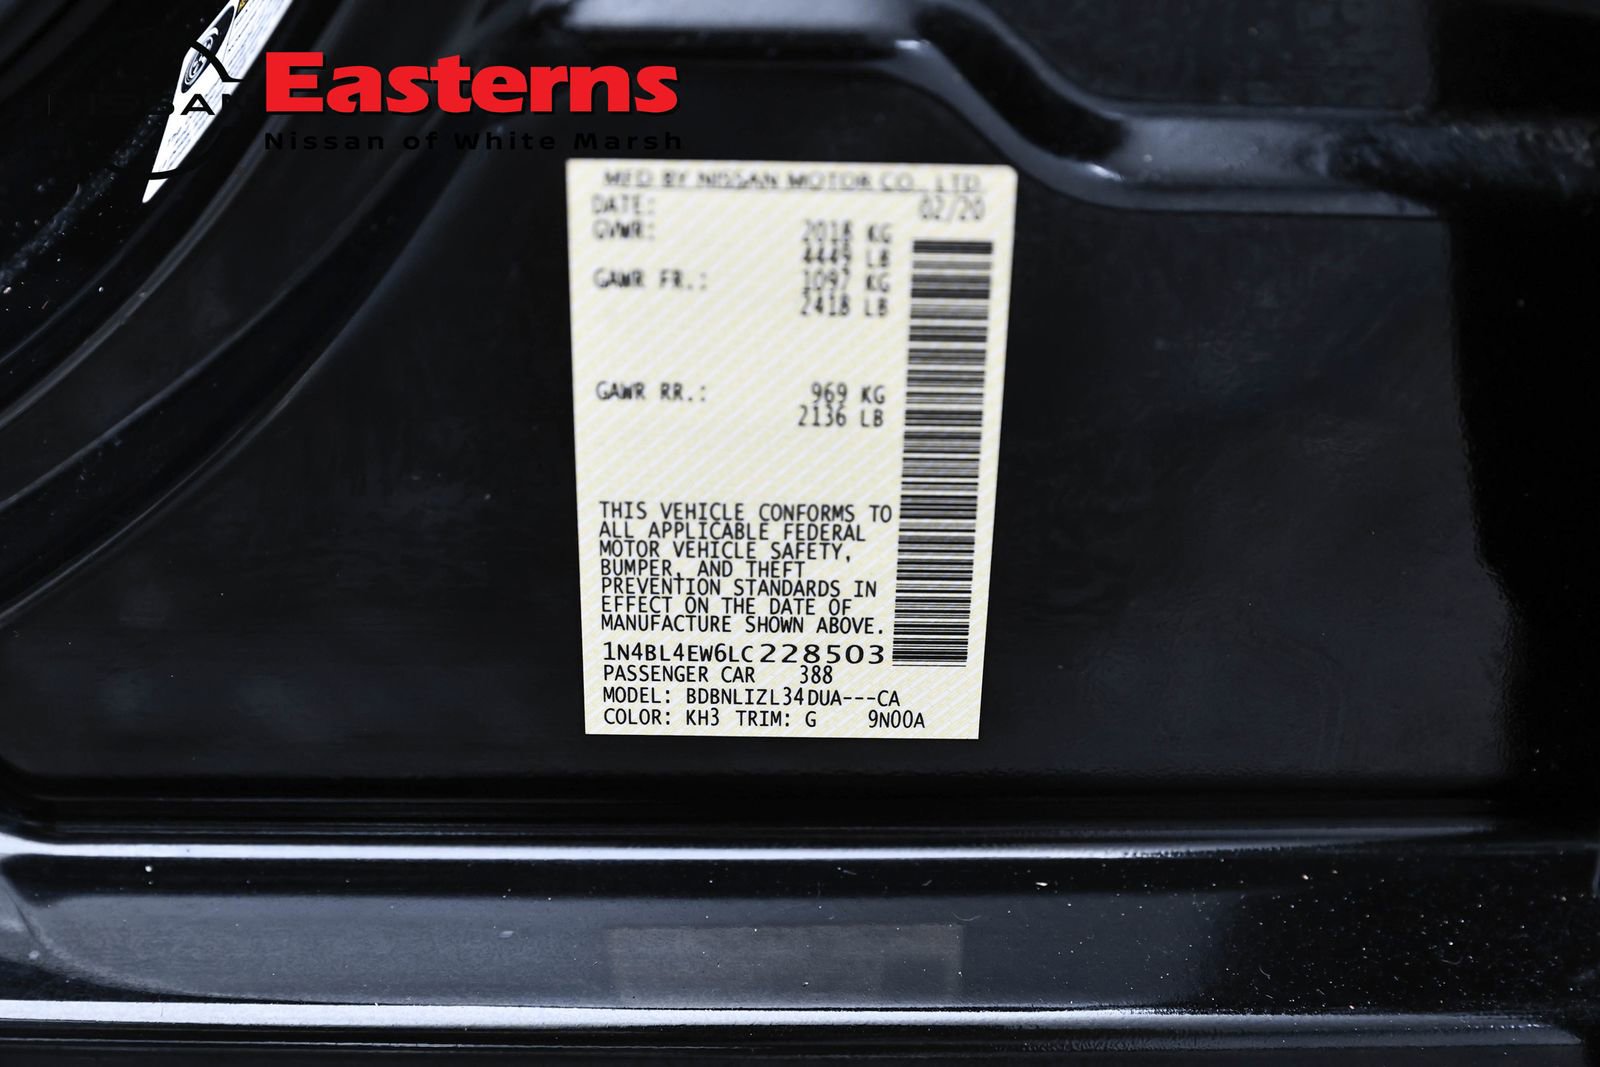 NISSAN
Easterns
Nissan of White Marsh
MFD BY NISSAN MOTOR CO., LTD.
DATE: 02/20
GVWR: 2018 KG
4449 LB
GAWR FR.: 1097 KG
2418 LB
GAWR RR.: 969 KG
2136 LB
THIS VEHICLE CONFORMS TO
ALL APPLICABLE FEDERAL
MOTOR VEHICLE SAFETY,
BUMPER, AND THEFT
PREVENTION STANDARDS IN
EFFECT ON THE DATE OF
MANUFACTURE SHOWN ABOVE.
1N4BL4EW6LC228503
PASSENGER CAR 388
MODEL: BDBNLIZL34DUA---CA
COLOR: KH3 TRIM: G 9N00A